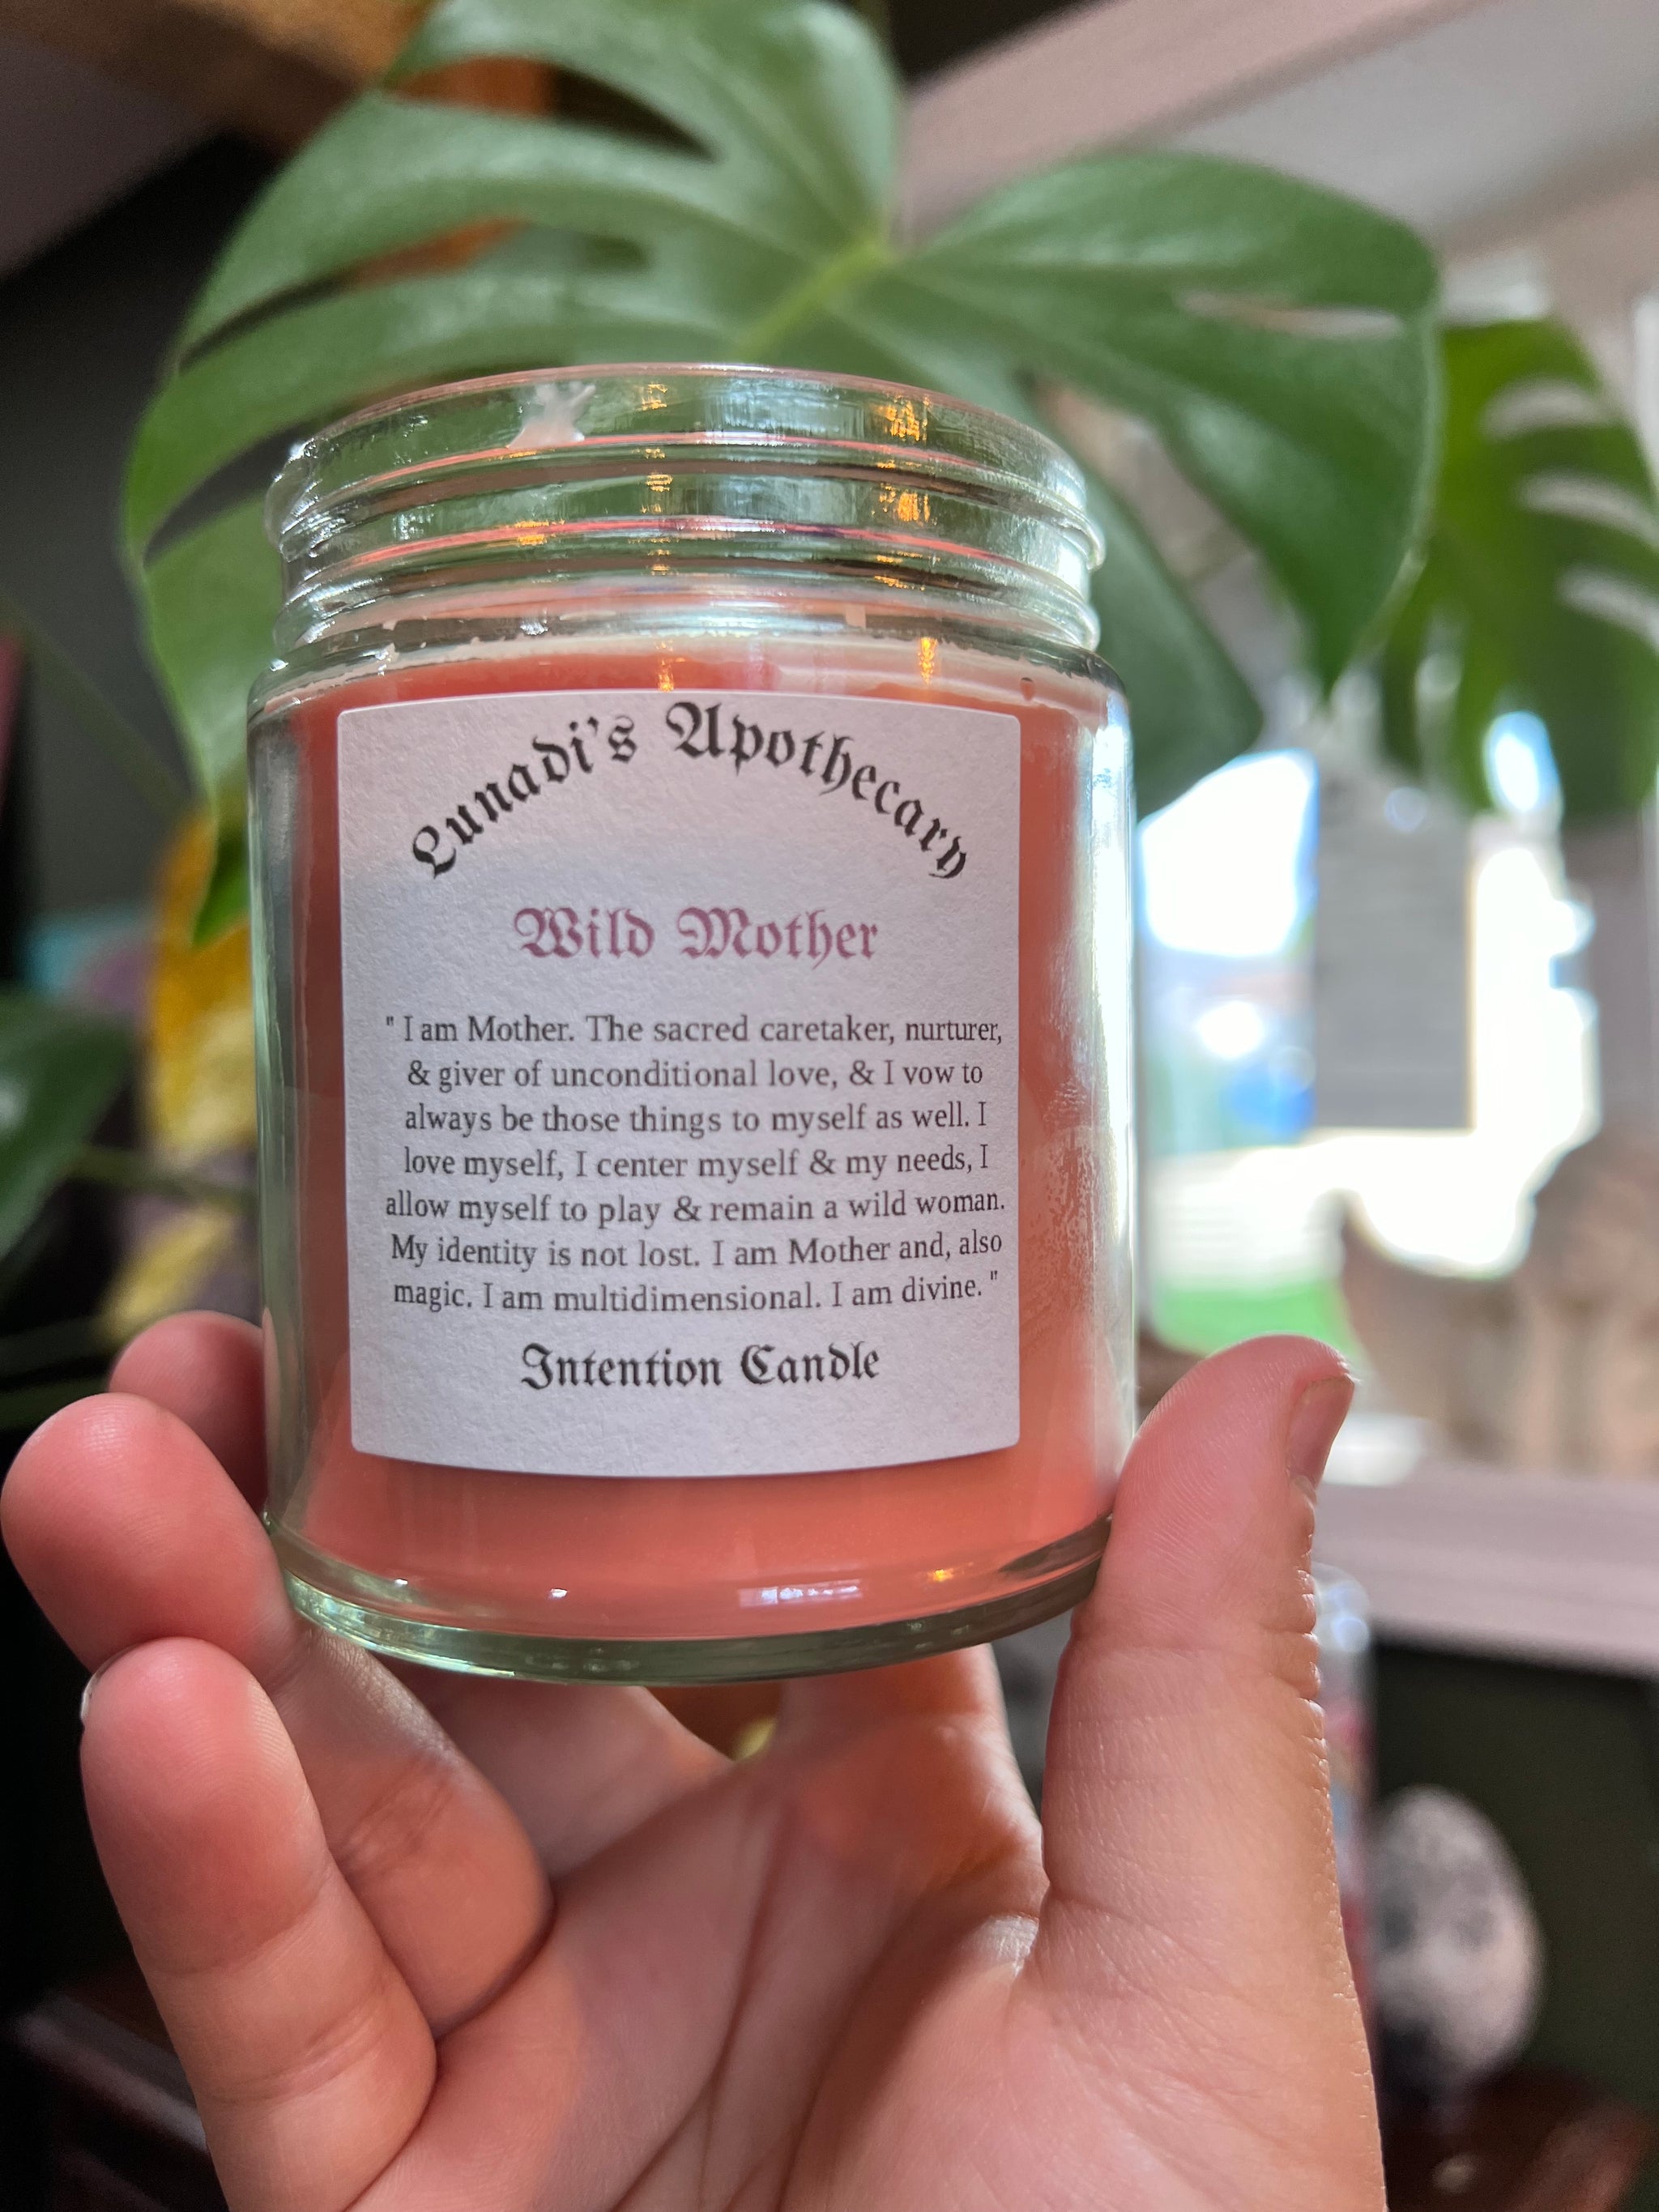 Lunadi's Apothecary
Wild Mother
" I am Mother. The sacred caretaker, nurturer,
& giver of unconditional love, & I vow to
always be those things to myself as well. I
love myself, I center myself & my needs, I
allow myself to play & remain a wild woman.
My identity is not lost. I am Mother and, also
magic. I am multidimensional. I am divine. "
Intention Candle